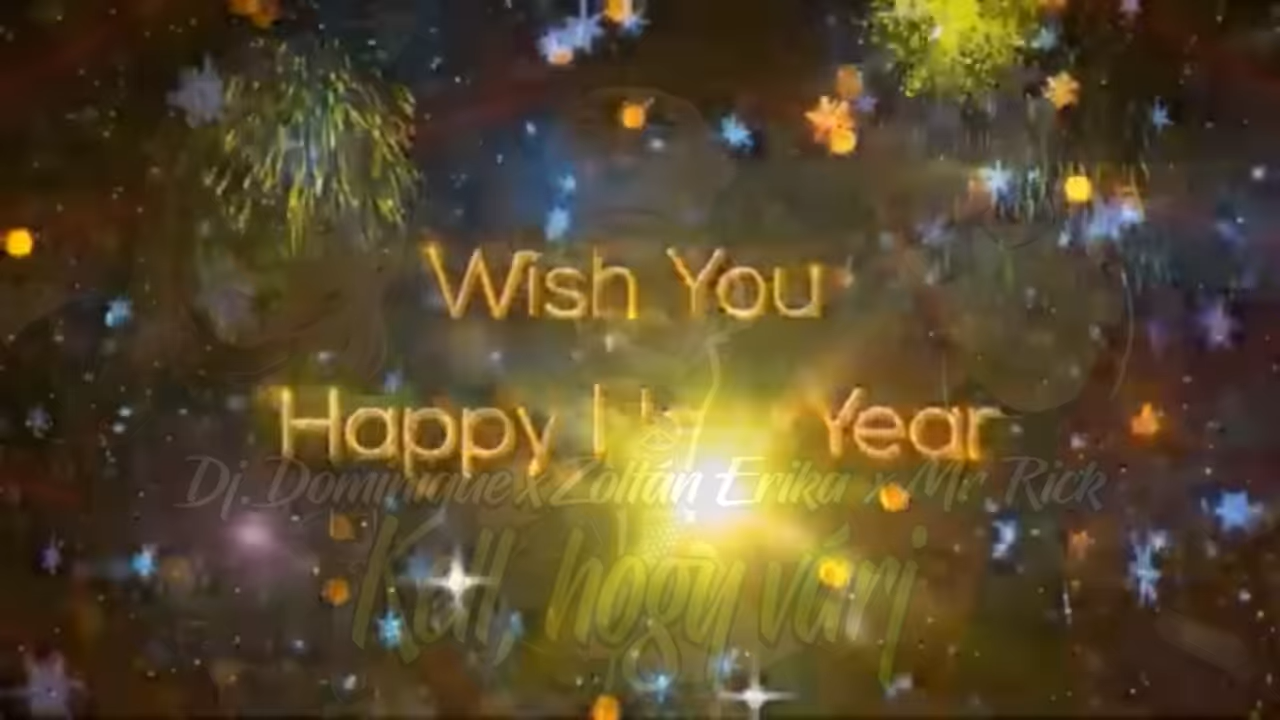 Wish You
Happy Year
Dj. Dominique x Zoltán Erika x Mr. Rick
Kell, hogy várj